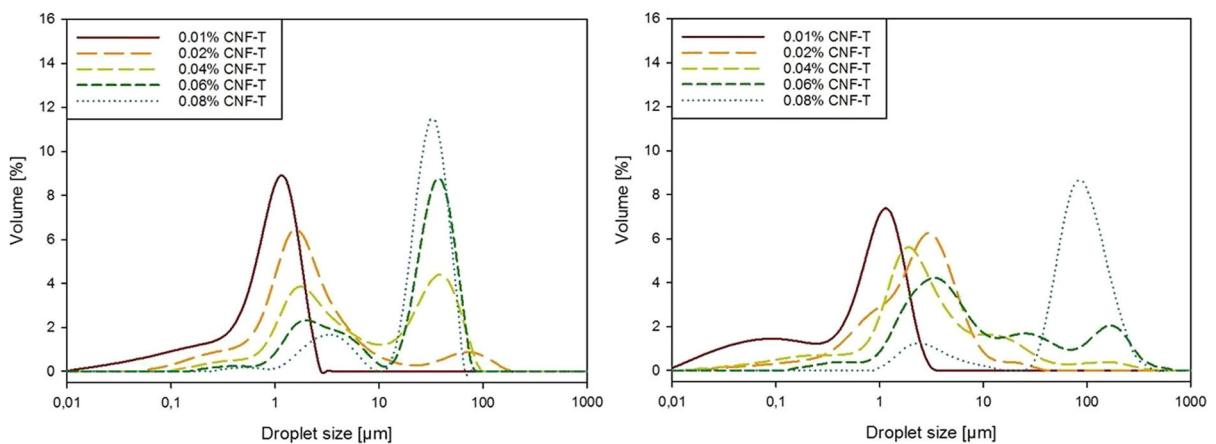 16
14
12
10
8
6
4
2
0
Volume [%]
0.01% CNF-T
0.02% CNF-T
0.04% CNF-T
0.06% CNF-T
0.08% CNF-T
0,01 0,1 1 10 100 1000
Droplet size [µm]
16
14
12
10
8
6
4
2
0
Volume [%]
0.01% CNF-T
0.02% CNF-T
0.04% CNF-T
0.06% CNF-T
0.08% CNF-T
0,01 0,1 1 10 100 1000
Droplet size [µm]